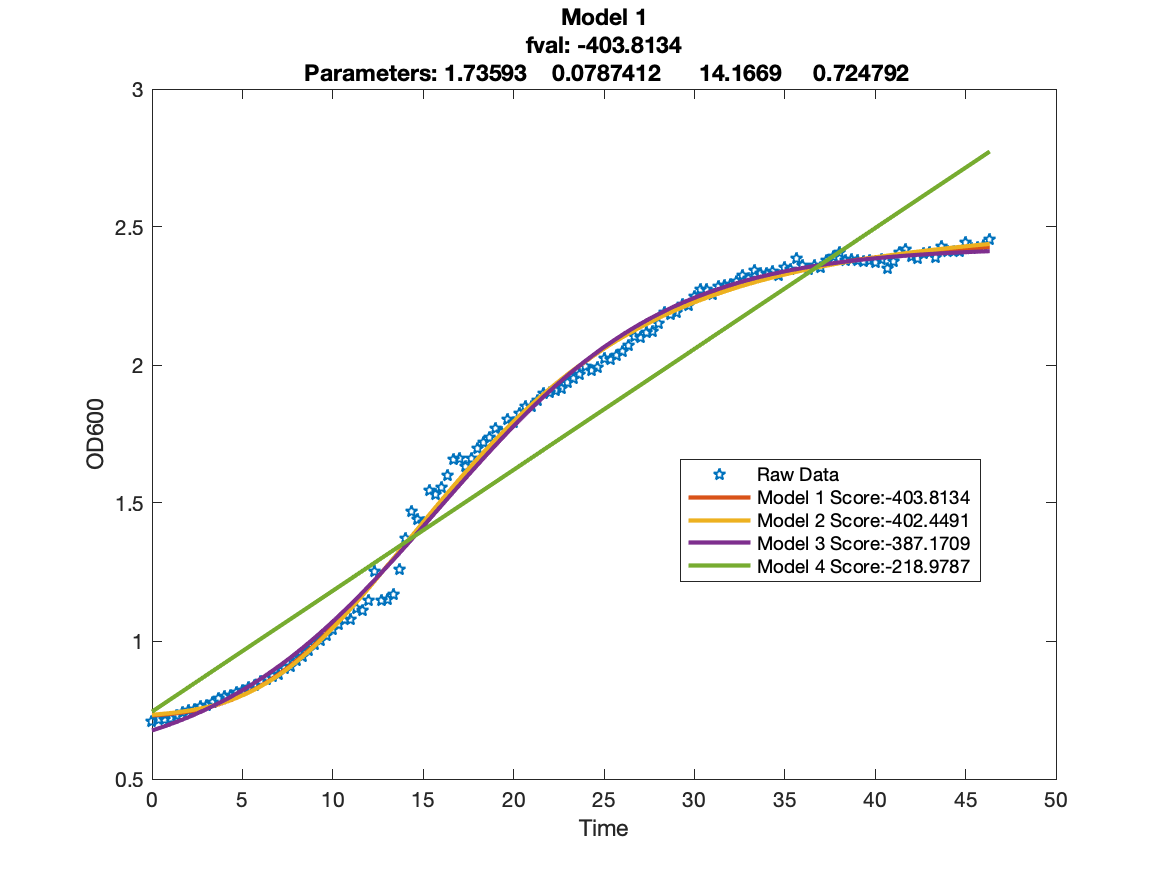 Model 1
fval: -403.8134
Parameters: 1.73593 0.0787412 14.1669 0.724792
3
2.5
2
1.5
1
0.5
OD600
Raw Data
Model 1 Score:-403.8134
Model 2 Score:-402.4491
Model 3 Score:-387.1709
Model 4 Score:-218.9787
0 5 10 15 20 25 30 35 40 45 50
Time